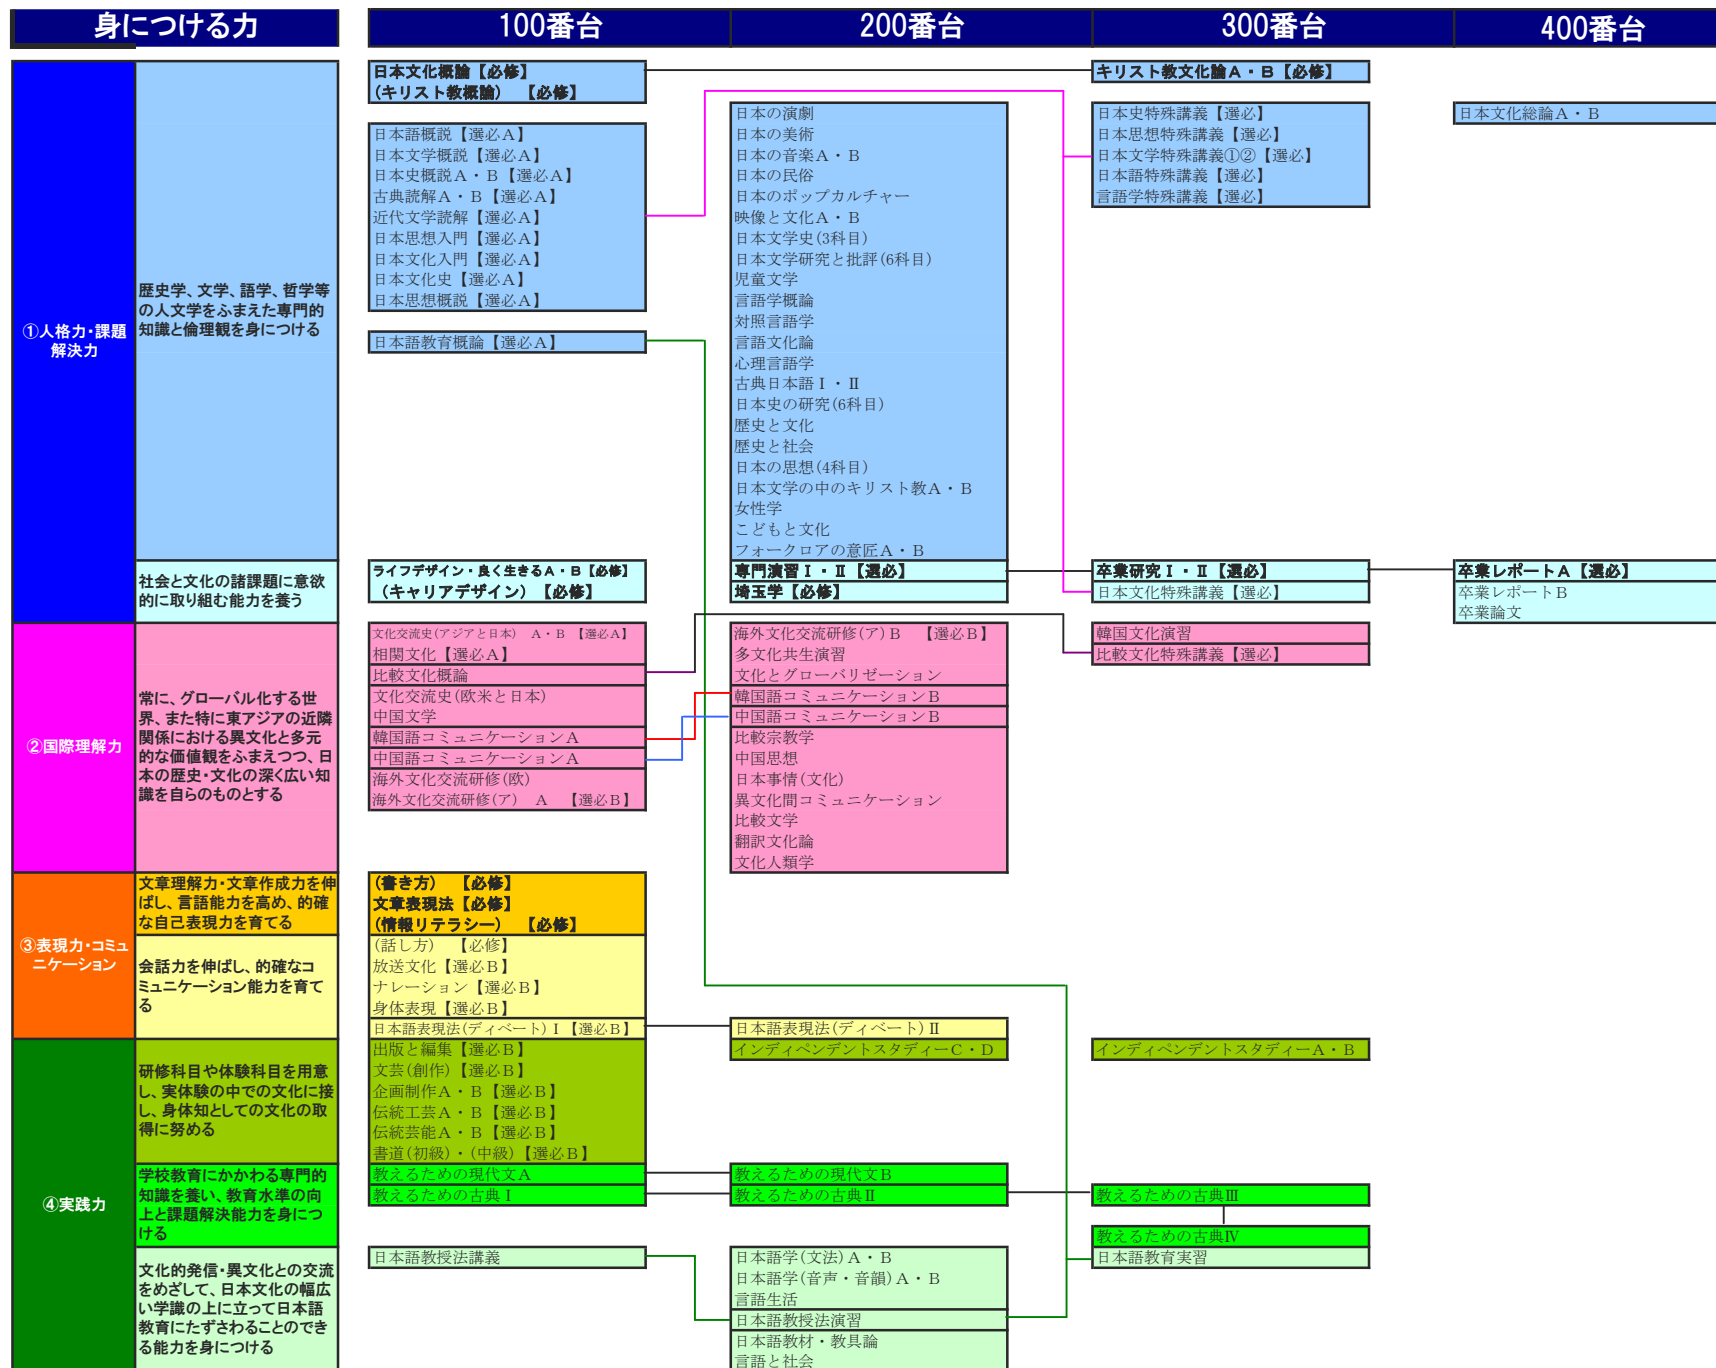 身につける力
100番台
200番台
300番台
400番台
①人格力・課題
解決力
歴史学、文学、語学、哲学等
の人文学をふまえた専門的
知識と倫理観を身につける
日本文化概論【必修】
(キリスト教概論)　【必修】
日本語概説【選必Ａ】
日本文学概説【選必Ａ】
日本史概説Ａ・Ｂ【選必Ａ】
古典読解Ａ・Ｂ【選必Ａ】
近代文学読解【選必Ａ】
日本思想入門【選必Ａ】
日本文化入門【選必Ａ】
日本文化史【選必Ａ】
日本思想概説【選必Ａ】
日本語教育概論【選必Ａ】
日本の演劇
日本の美術
日本の音楽Ａ・Ｂ
日本の民俗
日本のポップカルチャー
映像と文化Ａ・Ｂ
日本文学史(3科目)
日本文学研究と批評(6科目)
児童文学
言語学概論
対照言語学
言語文化論
心理言語学
古典日本語Ⅰ・Ⅱ
日本史の研究(6科目)
歴史と文化
歴史と社会
日本の思想(4科目)
日本文学の中のキリスト教Ａ・Ｂ
女性学
こどもと文化
フォークロアの意匠Ａ・Ｂ
キリスト教文化論Ａ・Ｂ【必修】
日本史特殊講義【選必】
日本思想特殊講義【選必】
日本文学特殊講義①②【選必】
日本語特殊講義【選必】
言語学特殊講義【選必】
日本文化総論Ａ・Ｂ
社会と文化の諸課題に意欲
的に取り組む能力を養う
ライフデザイン・良く生きるＡ・Ｂ【必修】
(キャリアデザイン)　【必修】
専門演習Ⅰ・Ⅱ【選必】
埼玉学【必修】
卒業研究Ⅰ・Ⅱ【選必】
日本文化特殊講義【選必】
卒業レポートＡ【選必】
卒業レポートＢ
卒業論文
②国際理解力
常に、グローバル化する世
界、また特に東アジアの近隣
関係における異文化と多元
的な価値観をふまえつつ、日
本の歴史・文化の深く広い知
識を自らのものとする
文化交流史(アジアと日本)　Ａ・Ｂ【選必Ａ】
相関文化【選必Ａ】
比較文化概論
文化交流史(欧米と日本)
中国文学
韓国語コミュニケーションＡ
中国語コミュニケーションＡ
海外文化交流研修(欧)
海外文化交流研修(ア)　Ａ　【選必Ｂ】
海外文化交流研修(ア)Ｂ　【選必Ｂ】
多文化共生演習
文化とグローバリゼーション
韓国語コミュニケーションＢ
中国語コミュニケーションＢ
比較宗教学
中国思想
日本事情(文化)
異文化間コミュニケーション
比較文学
翻訳文化論
文化人類学
韓国文化演習
比較文化特殊講義【選必】
③表現力・コミュ
ニケーション
文章理解力・文章作成力を伸
ばし、言語能力を高め、的確
な自己表現力を育てる
(書き方)　【必修】
文章表現法【必修】
(情報リテラシー)　【必修】
会話力を伸ばし、的確なコ
ミュニケーション能力を育て
る
(話し方)　【必修】
放送文化【選必Ｂ】
ナレーション【選必Ｂ】
身体表現【選必Ｂ】
日本語表現法(ディベート)Ⅰ【選必Ｂ】
日本語表現法(ディベート)Ⅱ
④実践力
研修科目や体験科目を用意
し、実体験の中での文化に接
し、身体知としての文化の取
得に努める
出版と編集【選必Ｂ】
文芸(創作)【選必Ｂ】
企画制作Ａ・Ｂ【選必Ｂ】
伝統工芸Ａ・Ｂ【選必Ｂ】
伝統芸能Ａ・Ｂ【選必Ｂ】
書道(初級)・(中級)【選必Ｂ】
インディペンデントスタディーＣ・Ｄ
インディペンデントスタディーＡ・Ｂ
学校教育にかかわる専門的
知識を養い、教育水準の向
上と課題解決能力を身につ
ける
教えるための現代文Ａ
教えるための古典Ⅰ
教えるための現代文Ｂ
教えるための古典Ⅱ
教えるための古典Ⅲ
教えるための古典Ⅳ
文化的発信・異文化との交流
をめざして、日本文化の幅広
い学識の上に立って日本語
教育にたずさわることのでき
る能力を身につける
日本語教授法講義
日本語学(文法)Ａ・Ｂ
日本語学(音声・音韻)Ａ・Ｂ
言語生活
日本語教授法演習
日本語教材・教具論
言語と社会
日本語教育実習